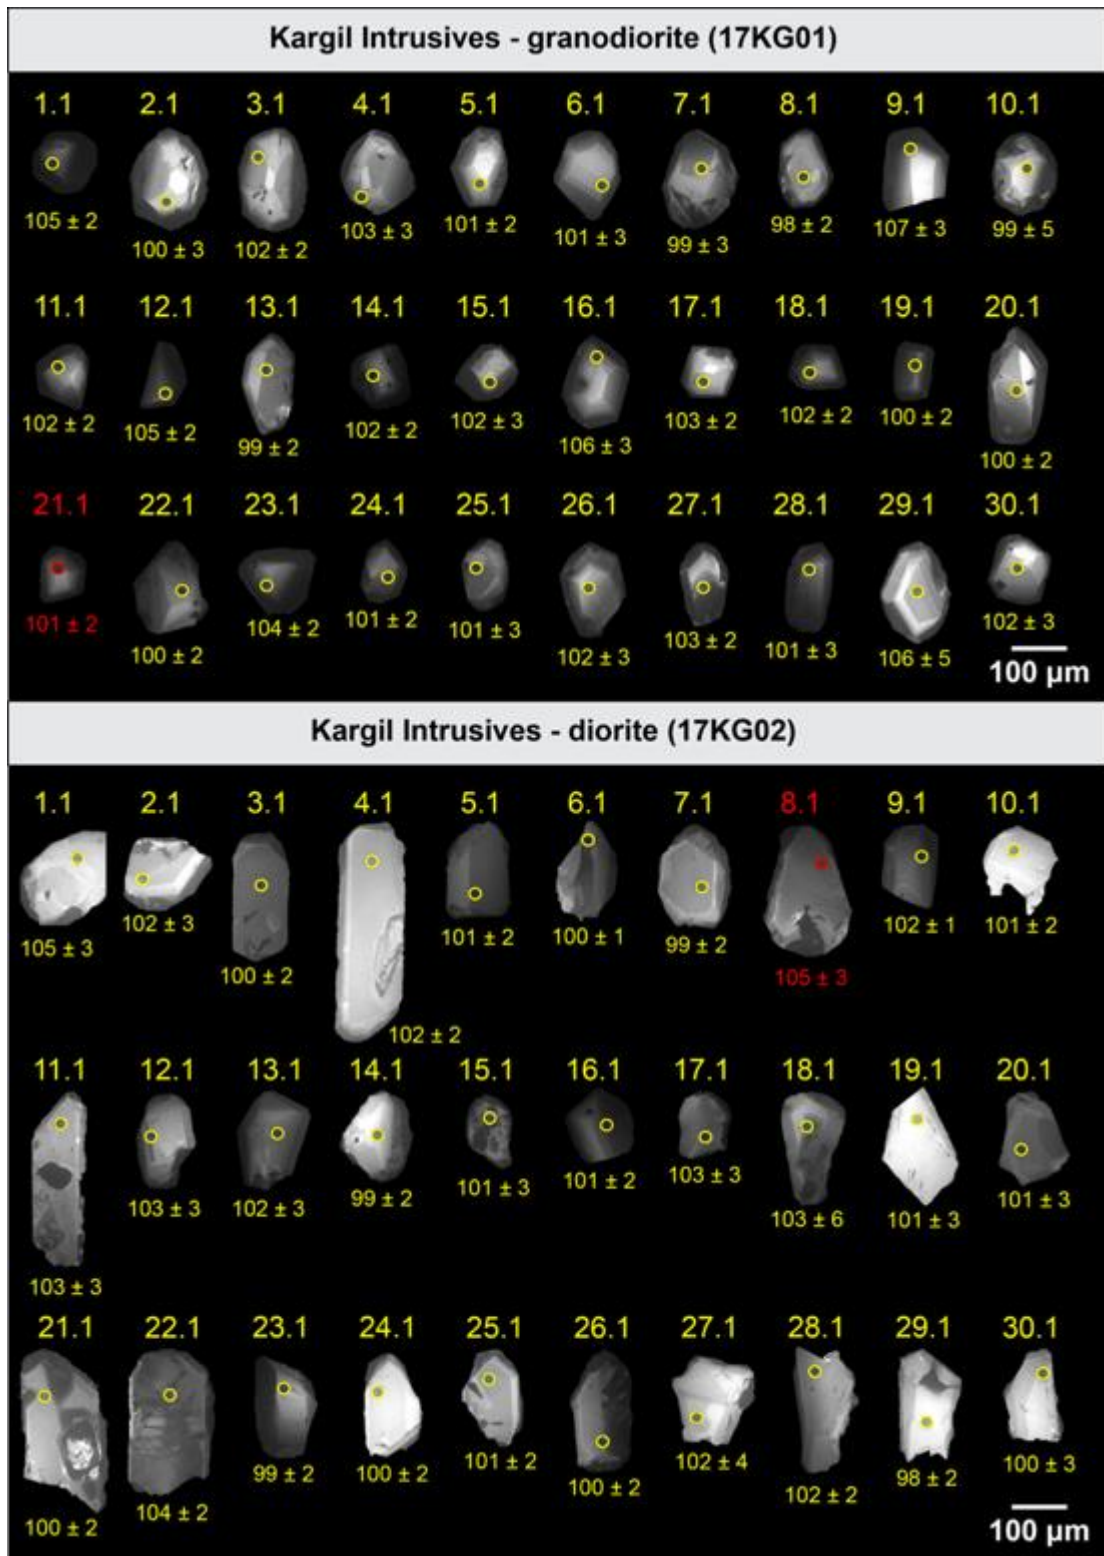 Kargil Intrusives - granodiorite (17KG01)
1.1 2.1 3.1 4.1 5.1 6.1 7.1 8.1 9.1 10.1
105 ± 2 100 ± 3 102 ± 2 103 ± 3 101 ± 2 101 ± 3 99 ± 3 98 ± 2 107 ± 3 99 ± 5
11.1 12.1 13.1 14.1 15.1 16.1 17.1 18.1 19.1 20.1
102 ± 2 105 ± 2 99 ± 2 102 ± 2 102 ± 3 106 ± 3 103 ± 2 102 ± 2 100 ± 2 100 ± 2
21.1 22.1 23.1 24.1 25.1 26.1 27.1 28.1 29.1 30.1
101 ± 2 100 ± 2 104 ± 2 101 ± 2 101 ± 3 102 ± 3 103 ± 2 101 ± 3 106 ± 5 102 ± 3
100 µm
Kargil Intrusives - diorite (17KG02)
1.1 2.1 3.1 4.1 5.1 6.1 7.1 8.1 9.1 10.1
105 ± 3 102 ± 3 100 ± 2 102 ± 2 101 ± 2 100 ± 1 99 ± 2 105 ± 3 102 ± 1 101 ± 2
11.1 12.1 13.1 14.1 15.1 16.1 17.1 18.1 19.1 20.1
103 ± 3 103 ± 3 102 ± 3 99 ± 2 101 ± 3 101 ± 2 103 ± 3 103 ± 6 101 ± 3 101 ± 3
21.1 22.1 23.1 24.1 25.1 26.1 27.1 28.1 29.1 30.1
100 ± 2 104 ± 2 99 ± 2 100 ± 2 101 ± 2 100 ± 2 102 ± 4 102 ± 2 98 ± 2 100 ± 3
100 µm